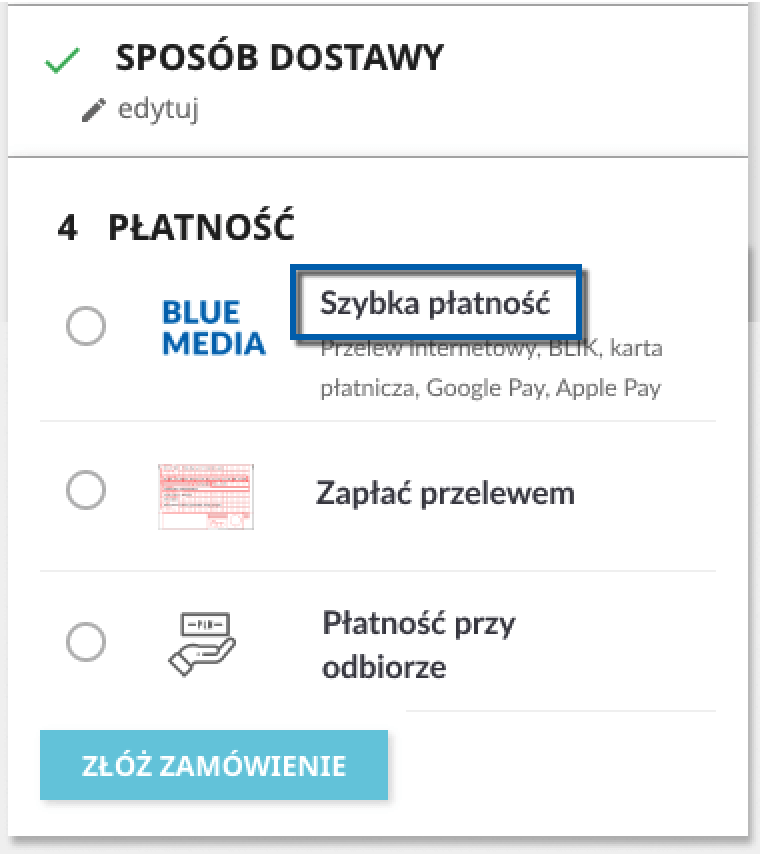 SPOSÓB DOSTAWY
edytuj
4 PŁATNOŚĆ
BLUE
MEDIA
Szybka płatność
Przelew internetowy, BLIK, karta
płatnicza, Google Pay, Apple Pay
Zapłać przelewem
Płatność przy
odbiorze
ZŁÓŻ ZAMÓWIENIE